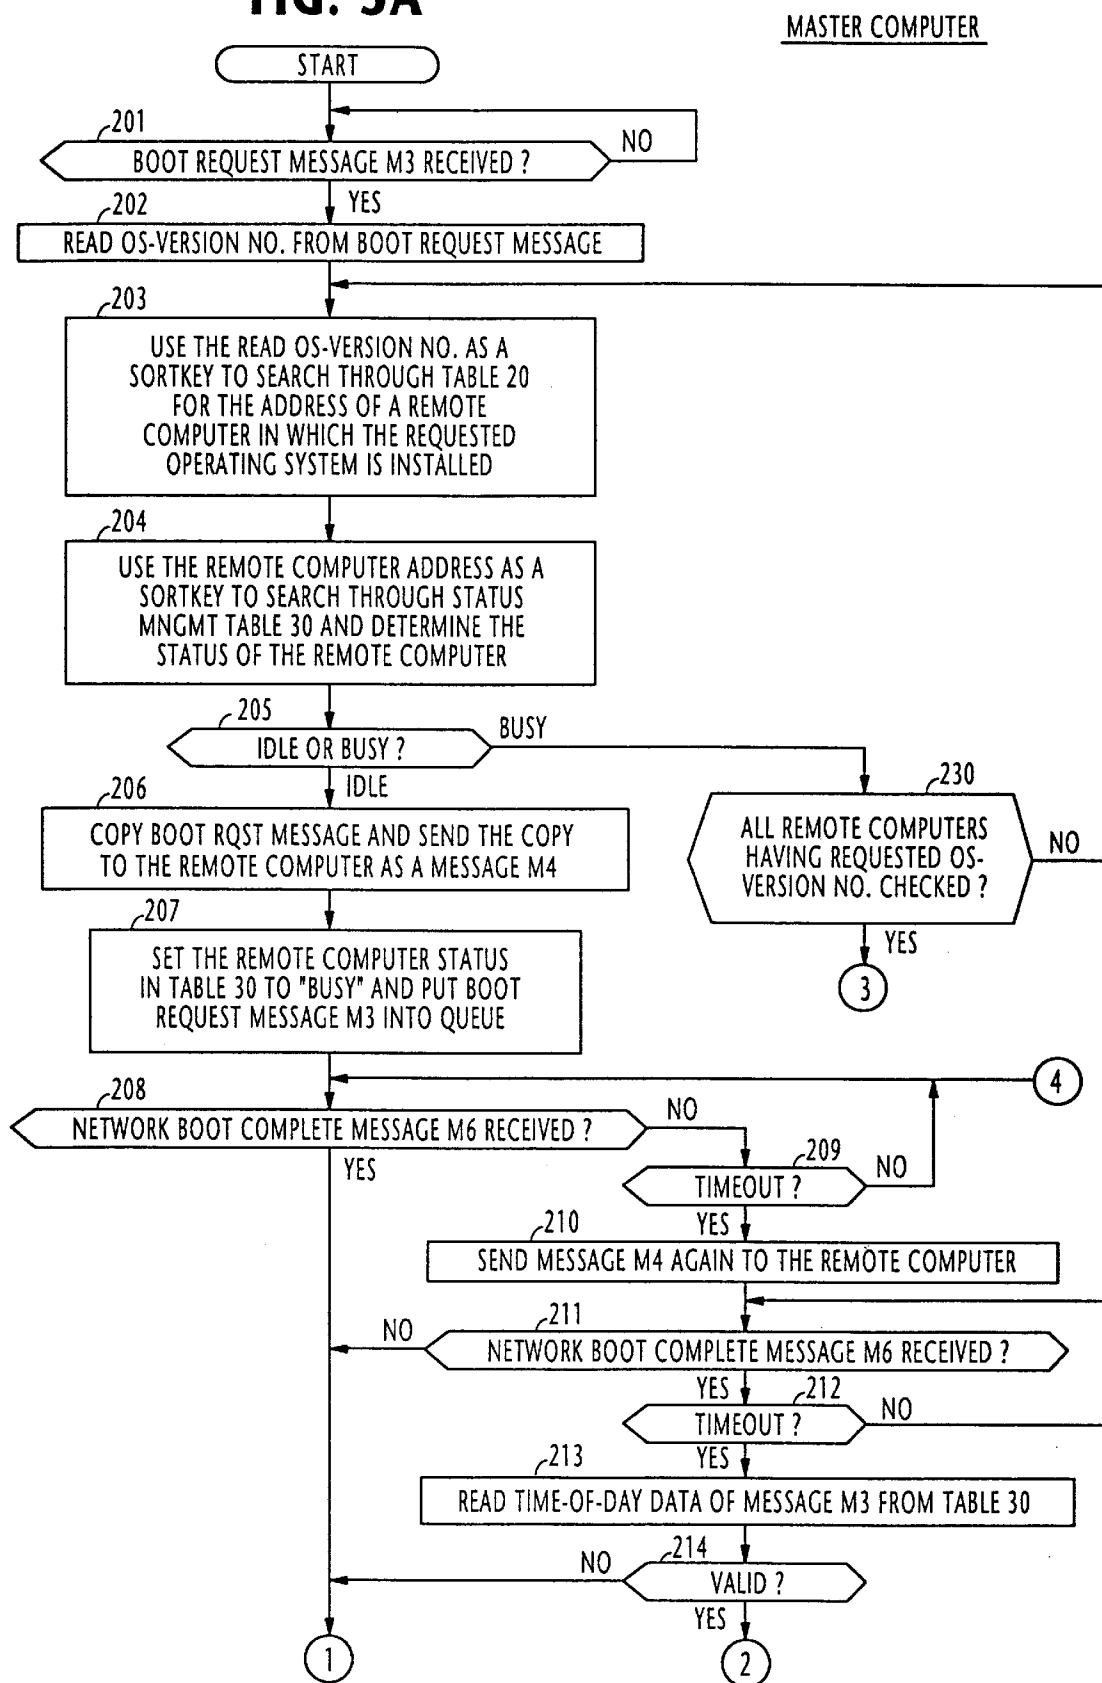 FIG. 5A
MASTER COMPUTER
START
201
BOOT REQUEST MESSAGE M3 RECEIVED ?
NO
YES
202
READ OS-VERSION NO. FROM BOOT REQUEST MESSAGE
203
USE THE READ OS-VERSION NO. AS A
SORTKEY TO SEARCH THROUGH TABLE 20
FOR THE ADDRESS OF A REMOTE
COMPUTER IN WHICH THE REQUESTED
OPERATING SYSTEM IS INSTALLED
204
USE THE REMOTE COMPUTER ADDRESS AS A
SORTKEY TO SEARCH THROUGH STATUS
MNGMT TABLE 30 AND DETERMINE THE
STATUS OF THE REMOTE COMPUTER
205
IDLE OR BUSY ?
BUSY
IDLE
230
ALL REMOTE COMPUTERS
HAVING REQUESTED OS-
VERSION NO. CHECKED ?
NO
YES
3
206
COPY BOOT RQST MESSAGE AND SEND THE COPY
TO THE REMOTE COMPUTER AS A MESSAGE M4
207
SET THE REMOTE COMPUTER STATUS
IN TABLE 30 TO "BUSY" AND PUT BOOT
REQUEST MESSAGE M3 INTO QUEUE
4
208
NETWORK BOOT COMPLETE MESSAGE M6 RECEIVED ?
NO
YES
209
TIMEOUT ?
NO
YES
210
SEND MESSAGE M4 AGAIN TO THE REMOTE COMPUTER
211
NO
NETWORK BOOT COMPLETE MESSAGE M6 RECEIVED ?
YES
212
TIMEOUT ?
NO
YES
213
READ TIME-OF-DAY DATA OF MESSAGE M3 FROM TABLE 30
214
NO
VALID ?
YES
1
2